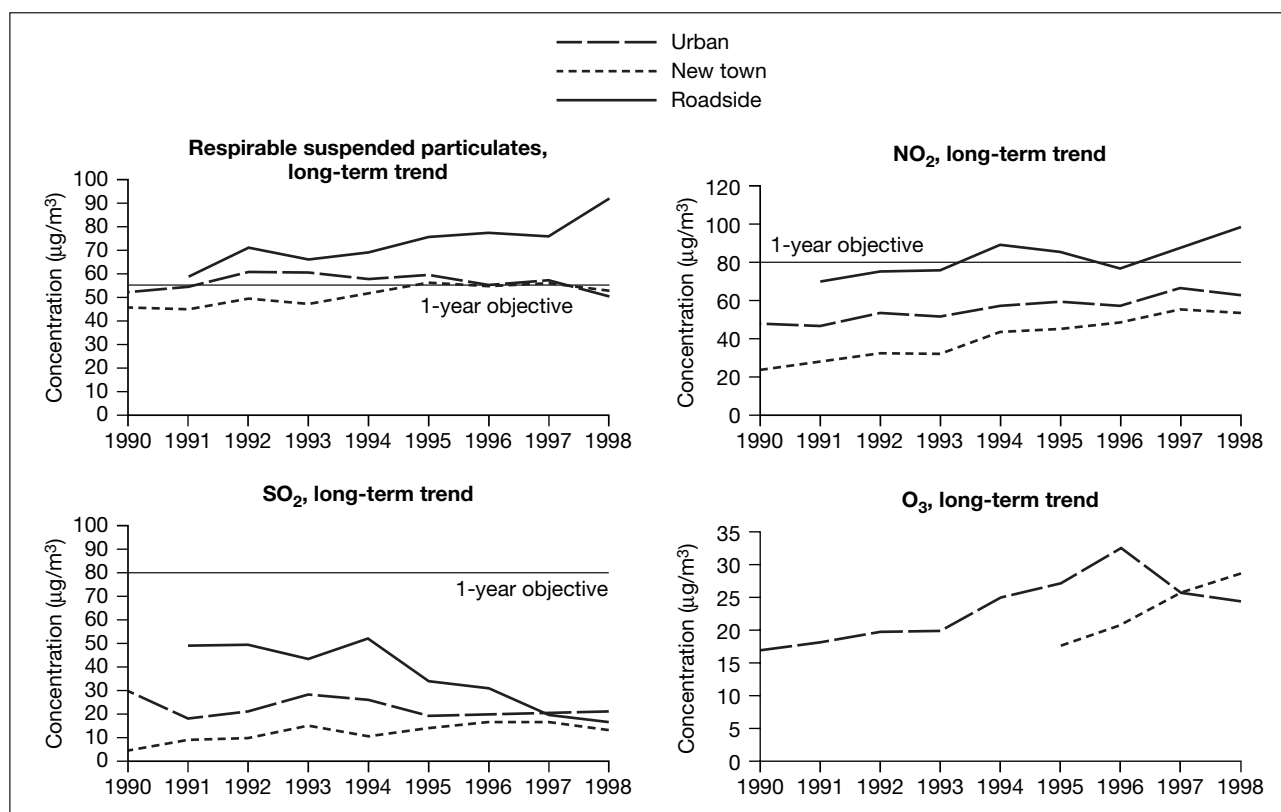 Urban
New town
Roadside
Respirable suspended particulates,
long-term trend
Concentration (μg/m³)
100
90
80
70
60
50
40
30
20
10
0
1-year objective
1990 1991 1992 1993 1994 1995 1996 1997 1998
NO₂, long-term trend
Concentration (μg/m³)
120
100
80
60
40
20
0
1-year objective
1990 1991 1992 1993 1994 1995 1996 1997 1998
SO₂, long-term trend
Concentration (μg/m³)
100
90
80
70
60
50
40
30
20
10
0
1-year objective
1990 1991 1992 1993 1994 1995 1996 1997 1998
O₃, long-term trend
Concentration (μg/m³)
35
30
25
20
15
10
5
0
1990 1991 1992 1993 1994 1995 1996 1997 1998